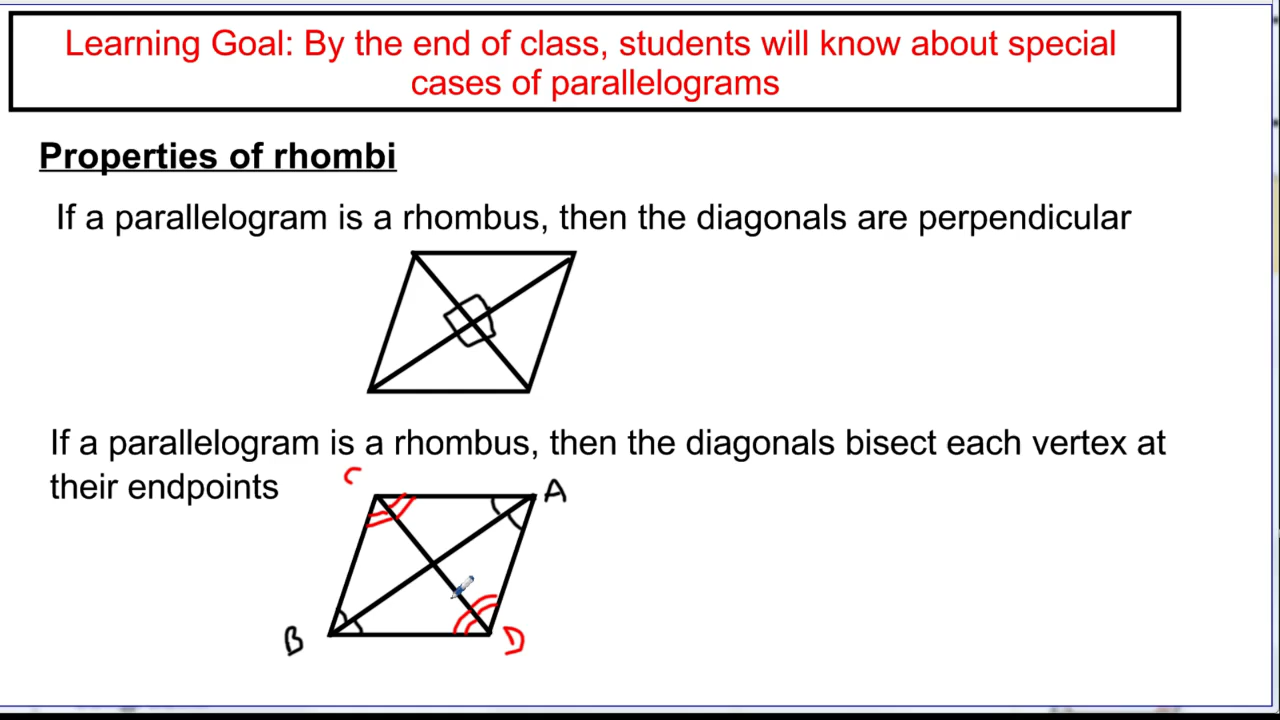 Learning Goal: By the end of class, students will know about special
cases of parallelograms
Properties of rhombi
If a parallelogram is a rhombus, then the diagonals are perpendicular
If a parallelogram is a rhombus, then the diagonals bisect each vertex at
their endpoints
C
A
B
D